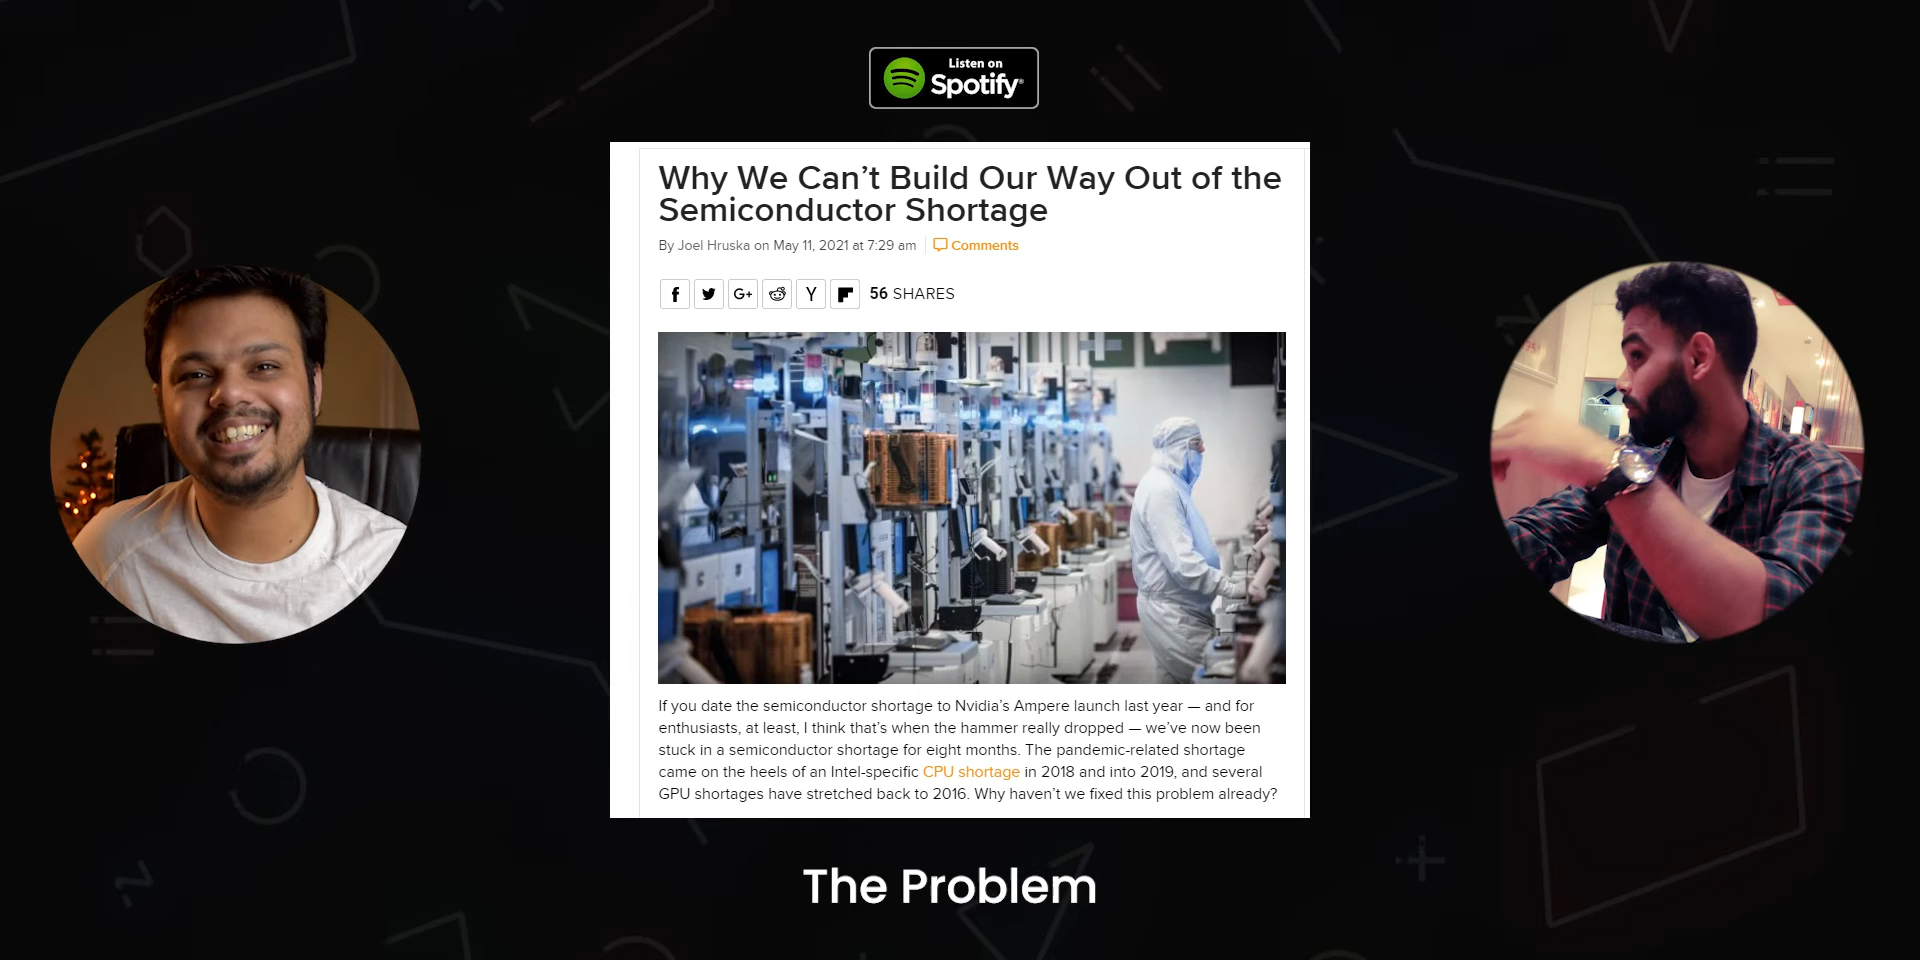 Listen on
Spotify®
Why We Can’t Build Our Way Out of the
Semiconductor Shortage
By Joel Hruska on May 11, 2021 at 7:29 am
Comments
f G+ Y 56 SHARES
If you date the semiconductor shortage to Nvidia’s Ampere launch last year — and for
enthusiasts, at least, I think that’s when the hammer really dropped — we’ve now been
stuck in a semiconductor shortage for eight months. The pandemic-related shortage
came on the heels of an Intel-specific CPU shortage in 2018 and into 2019, and several
GPU shortages have stretched back to 2016. Why haven’t we fixed this problem already?
The Problem